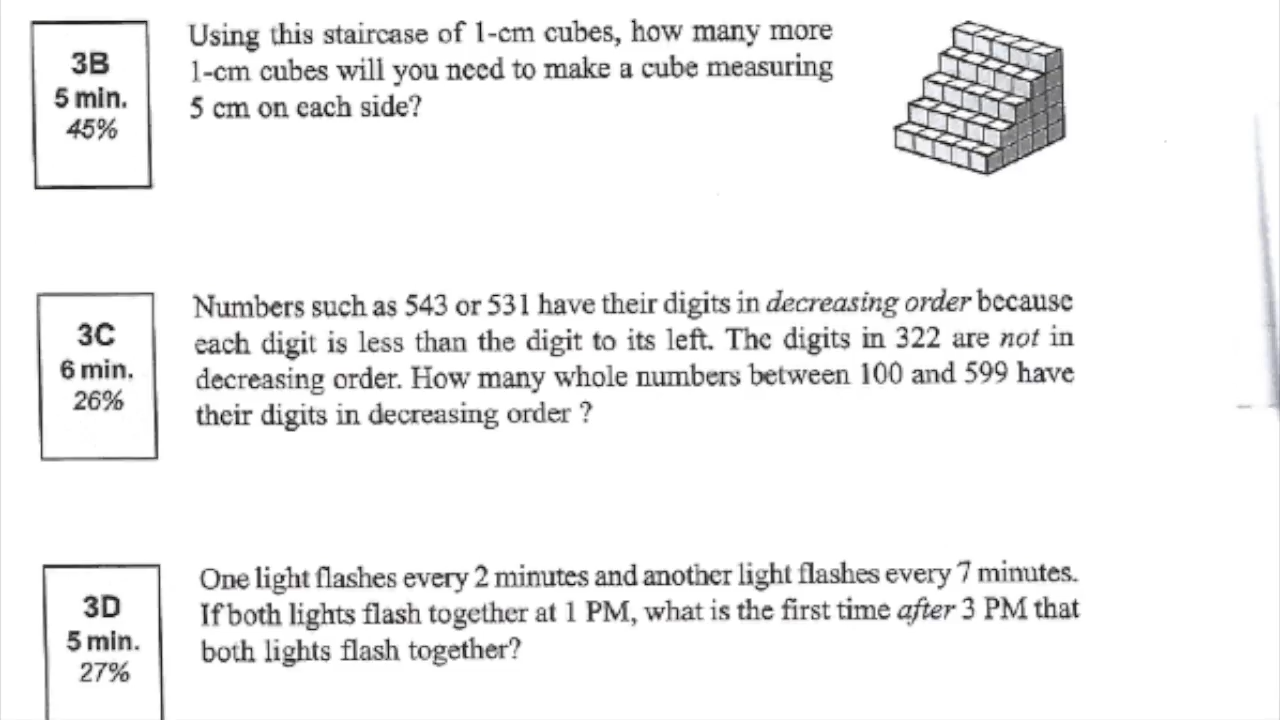 3B
5 min.
45%
Using this staircase of 1-cm cubes, how many more
1-cm cubes will you need to make a cube measuring
5 cm on each side?
3C
6 min.
26%
Numbers such as 543 or 531 have their digits in decreasing order because
each digit is less than the digit to its left. The digits in 322 are not in
decreasing order. How many whole numbers between 100 and 599 have
their digits in decreasing order ?
3D
5 min.
27%
One light flashes every 2 minutes and another light flashes every 7 minutes.
If both lights flash together at 1 PM, what is the first time after 3 PM that
both lights flash together?